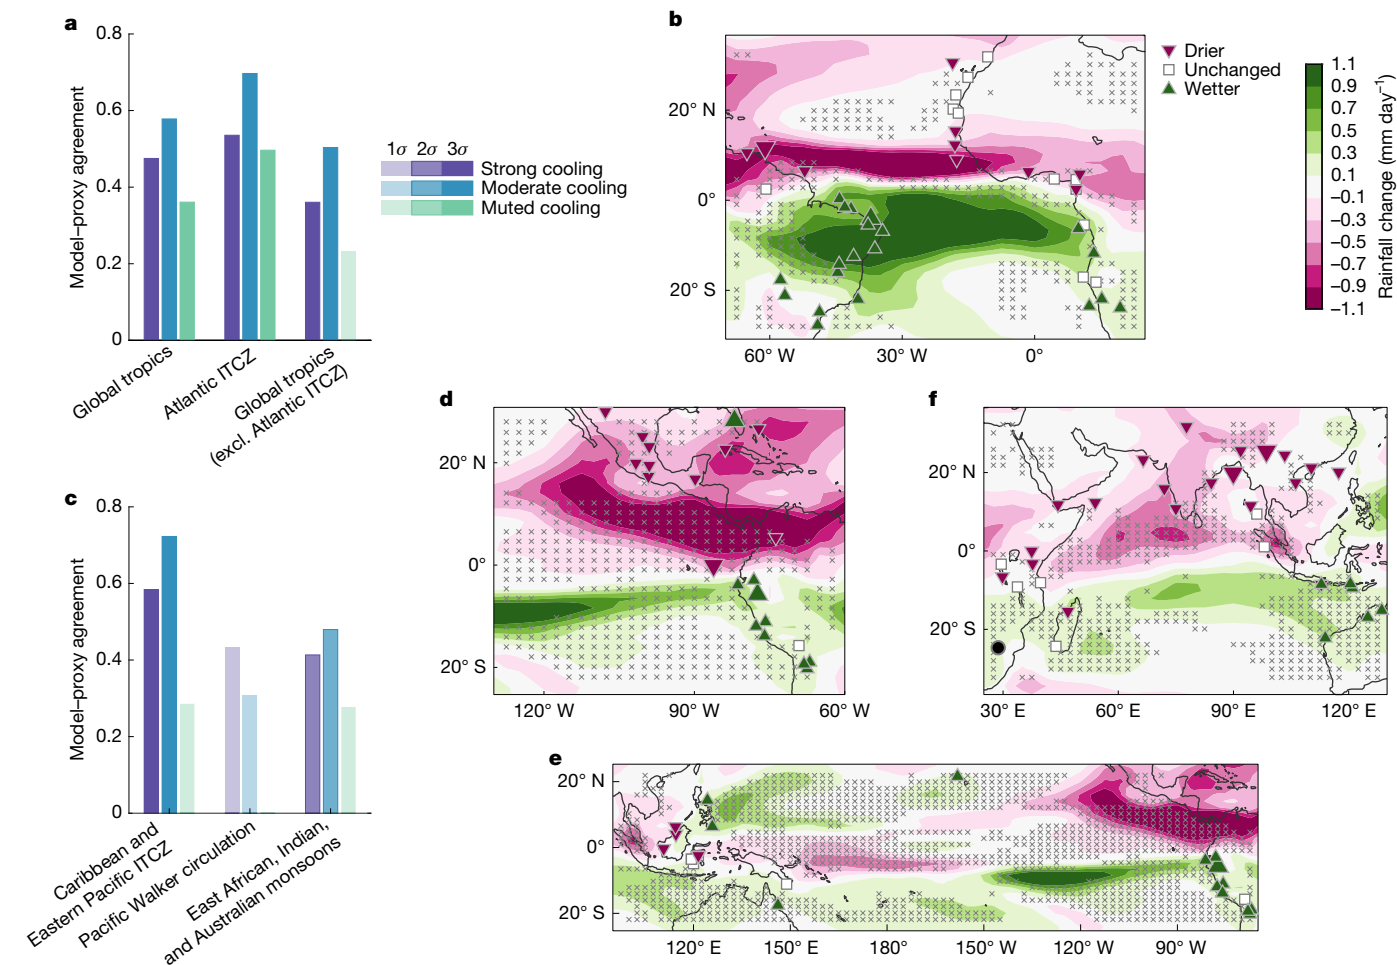 a
0.8
0.6
0.4
0.2
0
Model–proxy agreement
Global tropics
Atlantic ITCZ
Global tropics
(excl. Atlantic ITCZ)
1σ 2σ 3σ
Strong cooling
Moderate cooling
Muted cooling
b
20° N
0°
20° S
60° W
30° W
0°
Drier
Unchanged
Wetter
1.1
0.9
0.7
0.5
0.3
0.1
–0.1
–0.3
–0.5
–0.7
–0.9
–1.1
Rainfall change (mm day⁻¹)
c
0.8
0.6
0.4
0.2
0
Model–proxy agreement
Caribbean and
Eastern Pacific ITCZ
Pacific Walker circulation
East African, Indian,
and Australian monsoons
d
20° N
0°
20° S
120° W
90° W
60° W
f
20° N
0°
20° S
30° E
60° E
90° E
120° E
e
20° N
0°
20° S
120° E
150° E
180° W
150° W
120° W
90° W